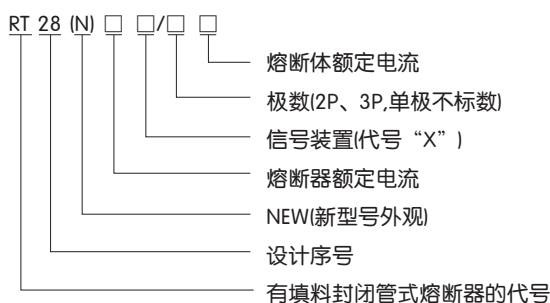 RT 28 (N) □ □/□ □
熔断体额定电流
极数(2P、3P,单极不标数)
信号装置(代号“X”)
熔断器额定电流
NEW(新型号外观)
设计序号
有填料封闭管式熔断器的代号